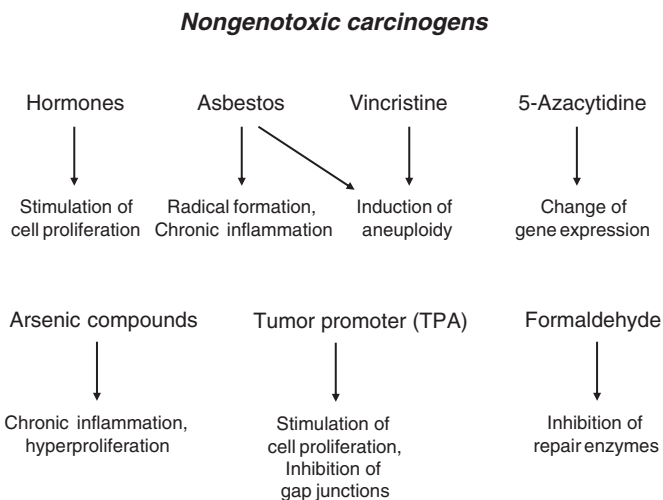 Nongenotoxic carcinogens
Hormones
Asbestos
Vincristine
5-Azacytidine
Stimulation of
cell proliferation
Radical formation,
Chronic inflammation
Induction of
aneuploidy
Change of
gene expression
Arsenic compounds
Tumor promoter (TPA)
Formaldehyde
Chronic inflammation,
hyperproliferation
Stimulation of
cell proliferation,
Inhibition of
gap junctions
Inhibition of
repair enzymes